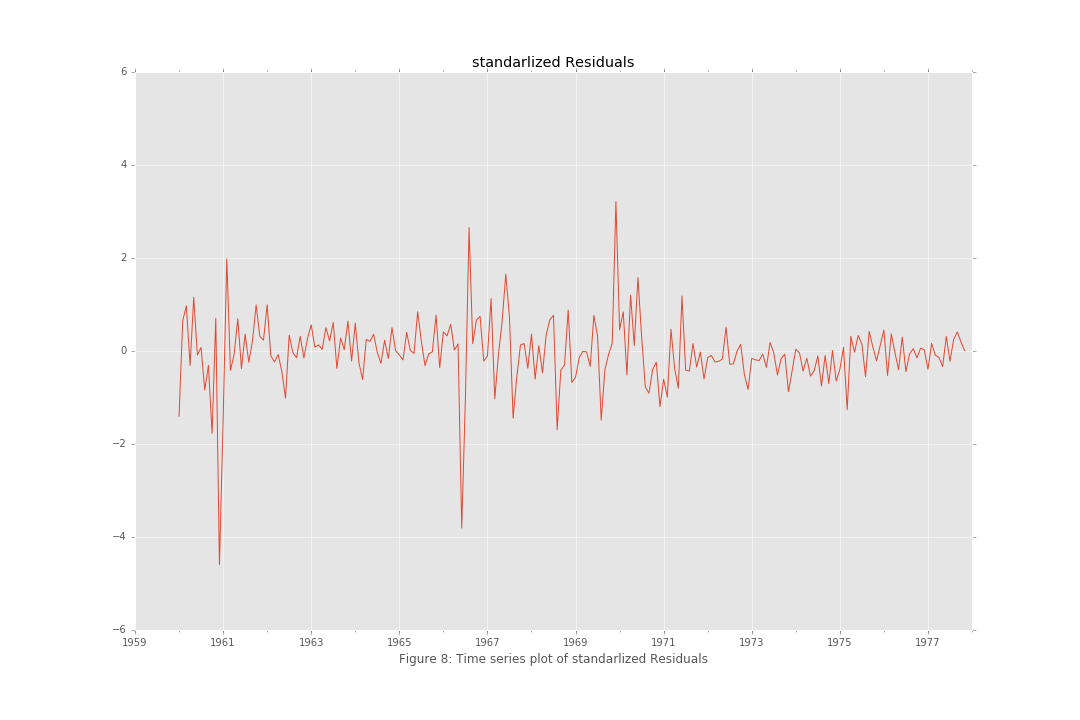 standarlized Residuals
6
4
2
0
−2
−4
−6
1959 1961 1963 1965 1967 1969 1971 1973 1975 1977
Figure 8: Time series plot of standarlized Residuals